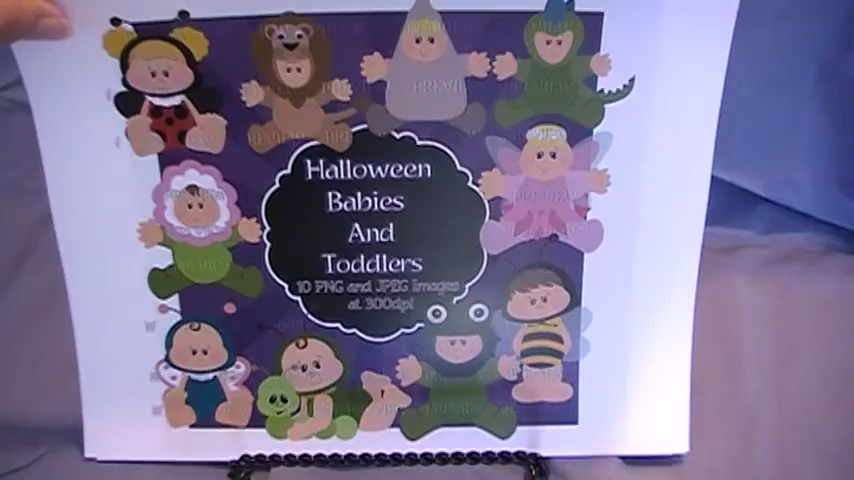 Halloween
Babies
And
Toddlers
10 PNG and JPEG Images
at 300dpi